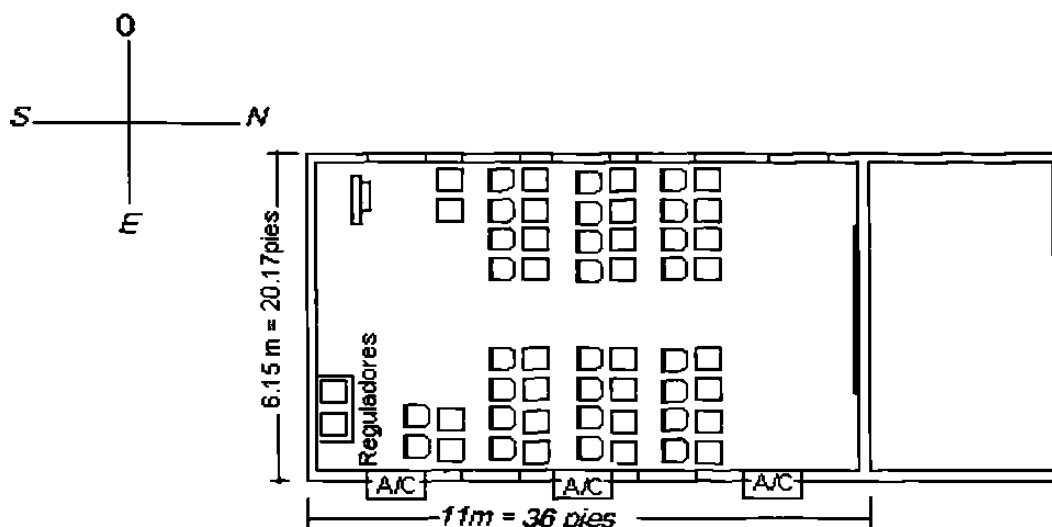 O
S N
E
6.15 m = 20.17pies
Reguladores
A/C A/C A/C
11m = 36 pies